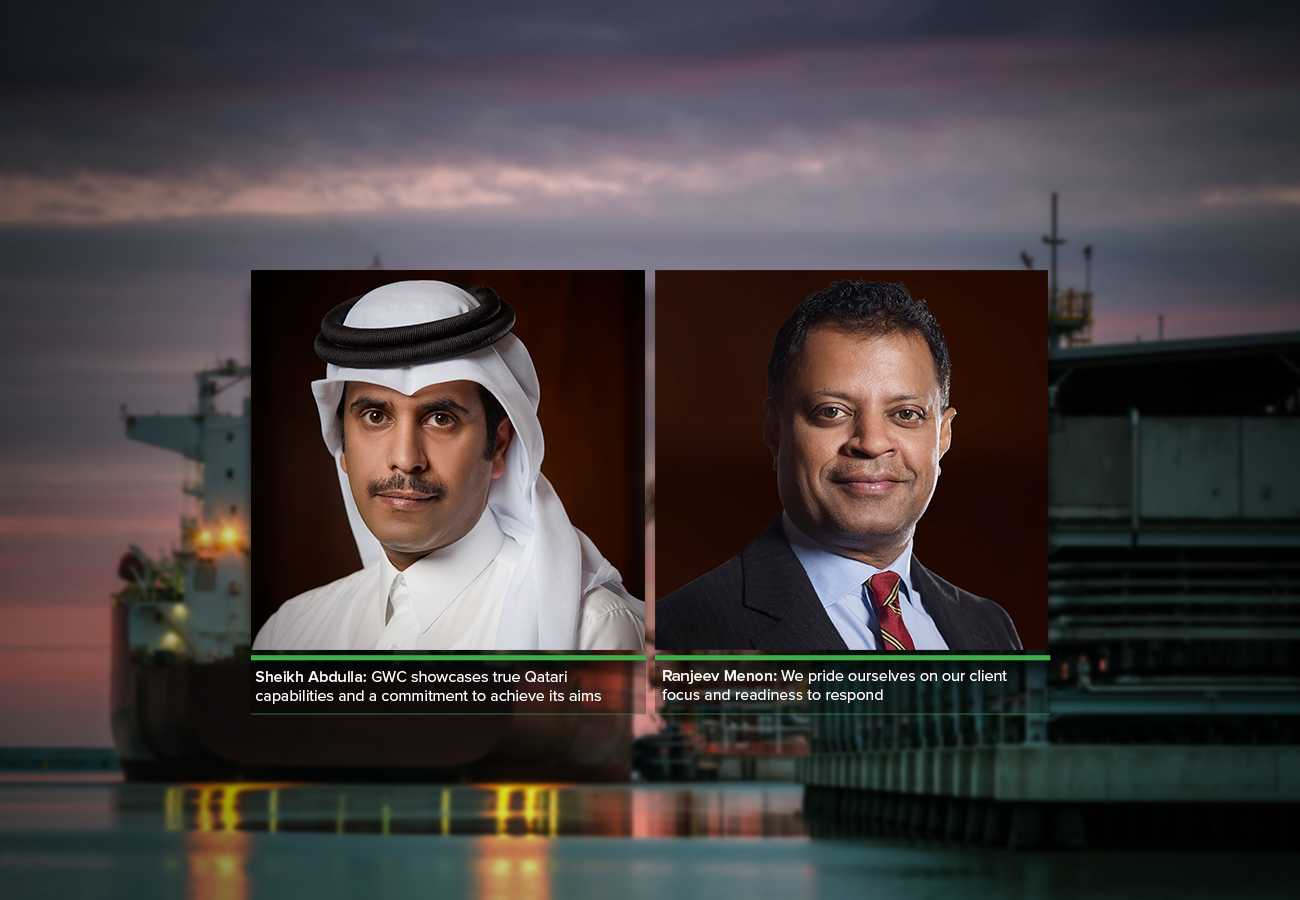 Sheikh Abdulla: GWC showcases true Qatari
capabilities and a commitment to achieve its aims
Ranjeev Menon: We pride ourselves on our client
focus and readiness to respond